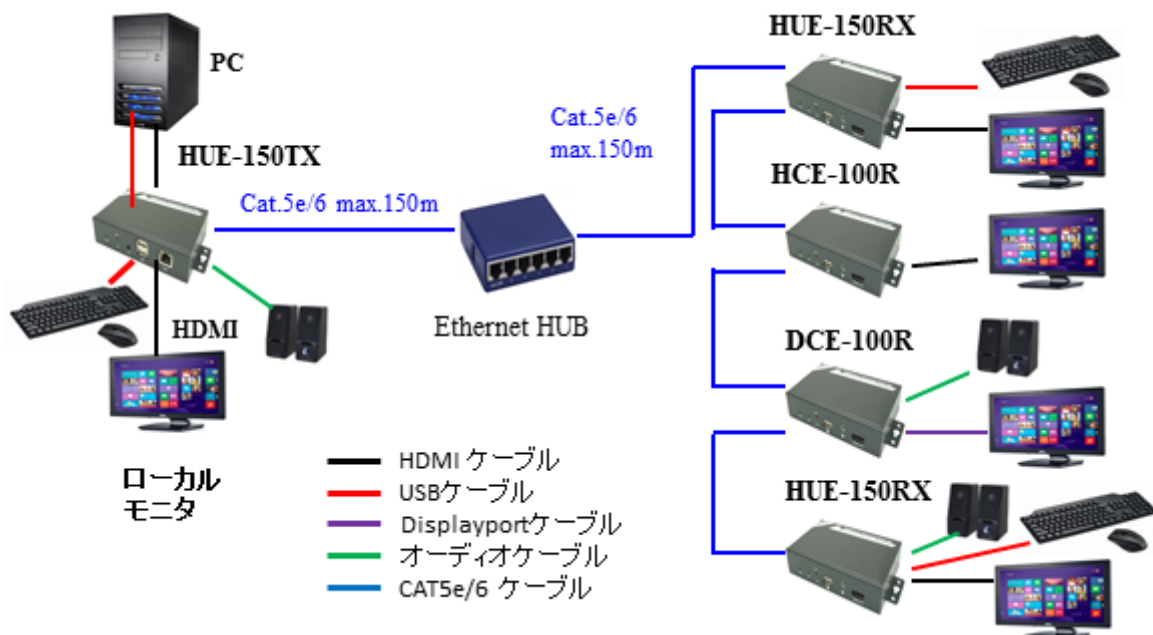 PC
HUE-150TX
Cat.5e/6 max.150m
HDMI
ローカル
モニタ
Ethernet HUB
Cat.5e/6
max.150m
HUE-150RX
HCE-100R
DCE-100R
HUE-150RX
HDMI ケーブル
USBケーブル
Displayportケーブル
オーディオケーブル
CAT5e/6 ケーブル